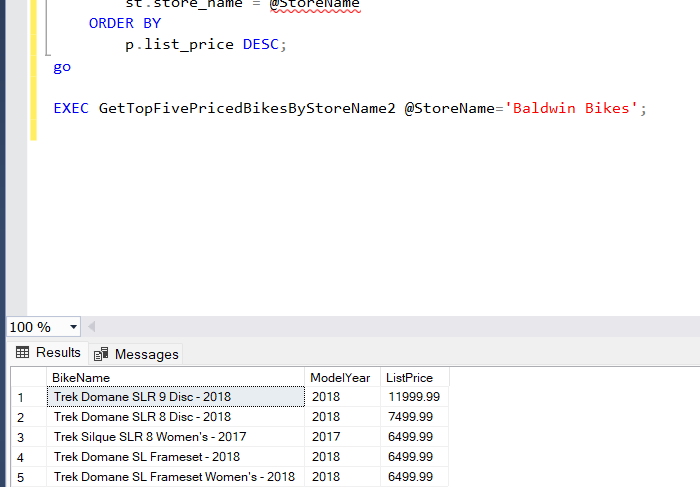 st.store_name = @StoreName
ORDER BY
p.list_price DESC;
go
EXEC GetTopFivePricedBikesByStoreName2 @StoreName='Baldwin Bikes';
100 %
Results Messages
BikeName ModelYear ListPrice
1 Trek Domane SLR 9 Disc - 2018 2018 11999.99
2 Trek Domane SLR 8 Disc - 2018 2018 7499.99
3 Trek Silque SLR 8 Women's - 2017 2017 6499.99
4 Trek Domane SL Frameset - 2018 2018 6499.99
5 Trek Domane SL Frameset Women's - 2018 2018 6499.99